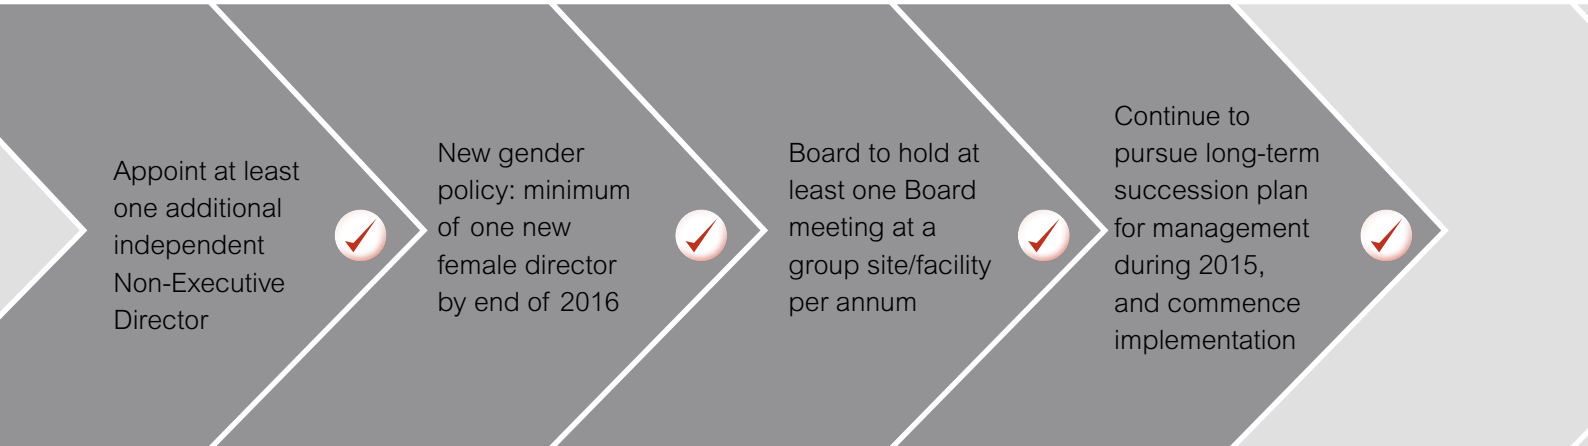 Appoint at least
one additional
independent
Non-Executive
Director
New gender
policy: minimum
of one new
female director
by end of 2016
Board to hold at
least one Board
meeting at a
group site/facility
per annum
Continue to
pursue long-term
succession plan
for management
during 2015,
and commence
implementation